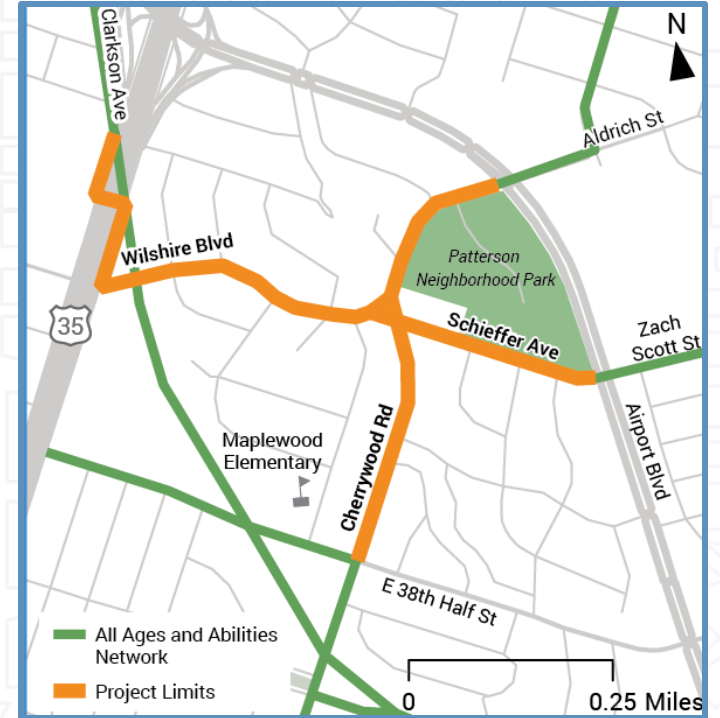 Clarkson Ave
N
Aldrich St
Wilshire Blvd
Patterson
Neighborhood Park
35
Schieffer Ave
Zach
Scott St
Airport Blvd
Maplewood
Elementary
Cherrywood Rd
E 38th Half St
All Ages and Abilities
Network
Project Limits
0
0.25 Miles